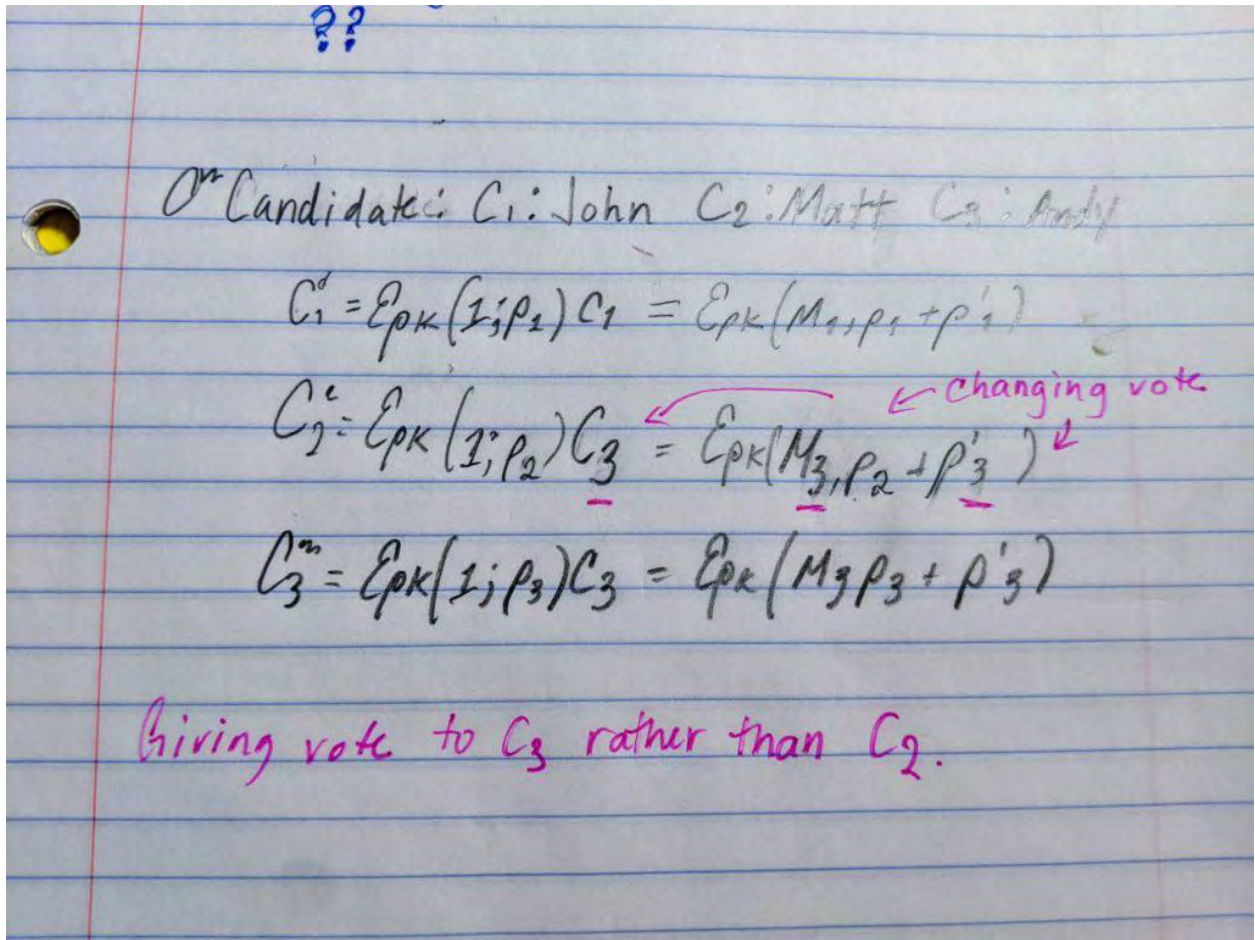 ??
Candidate: C₁: John C₂: Matt C₃: Andy
C₁ = Epk(1; ρ₁) C₁ = Epk(M₁, ρ₁ + ρ'₁)
← Changing vote
C₂ = Epk(1; ρ₂) C₃ = Epk(M₃, ρ₂ + ρ'₃)
C₃ᵐ = Epk(1; ρ₃) C₃ = Epk(M₃ ρ₃ + ρ'₃)
Giving vote to C₃ rather than C₂.